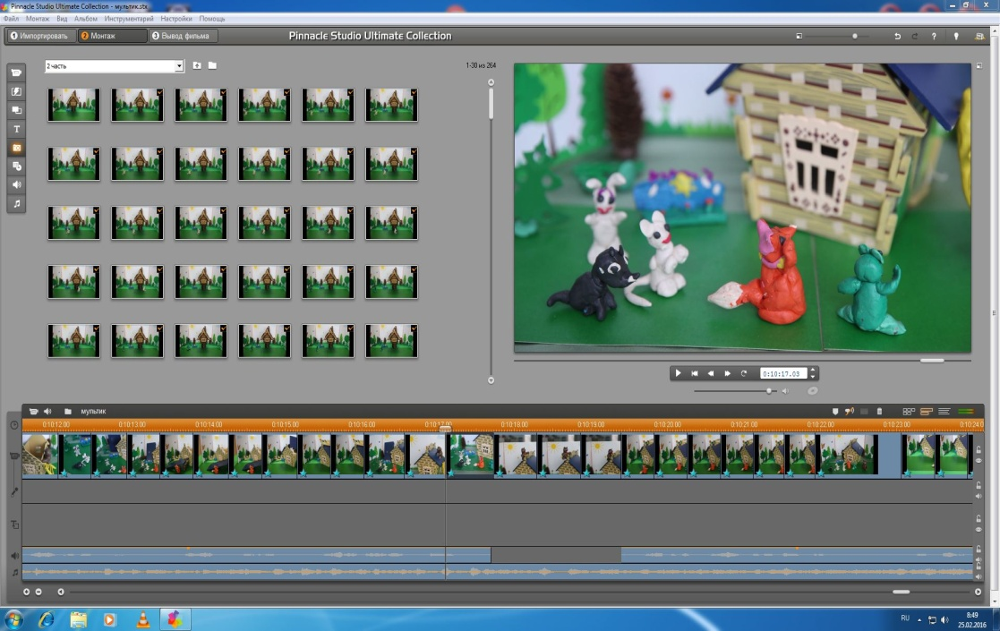 Pinnacle Studio Ultimate Collection - мультик.stx
Файл Монтаж Вид Альбом Инструментарий Настройки Помощь
1 Импортировать 2 Монтаж 3 Вывод фильма Pinnacle Studio Ultimate Collection ?
2 часть 1-30 из 264
T
0:10:17.03
мультик
0:10:12.00 0:10:13.00 0:10:14.00 0:10:15.00 0:10:16.00 0:10:17.00 0:10:18.00 0:10:19.00 0:10:20.00 0:10:21.00 0:10:22.00 0:10:23.00 0:10:24.0
RU 8:49
25.02.2016